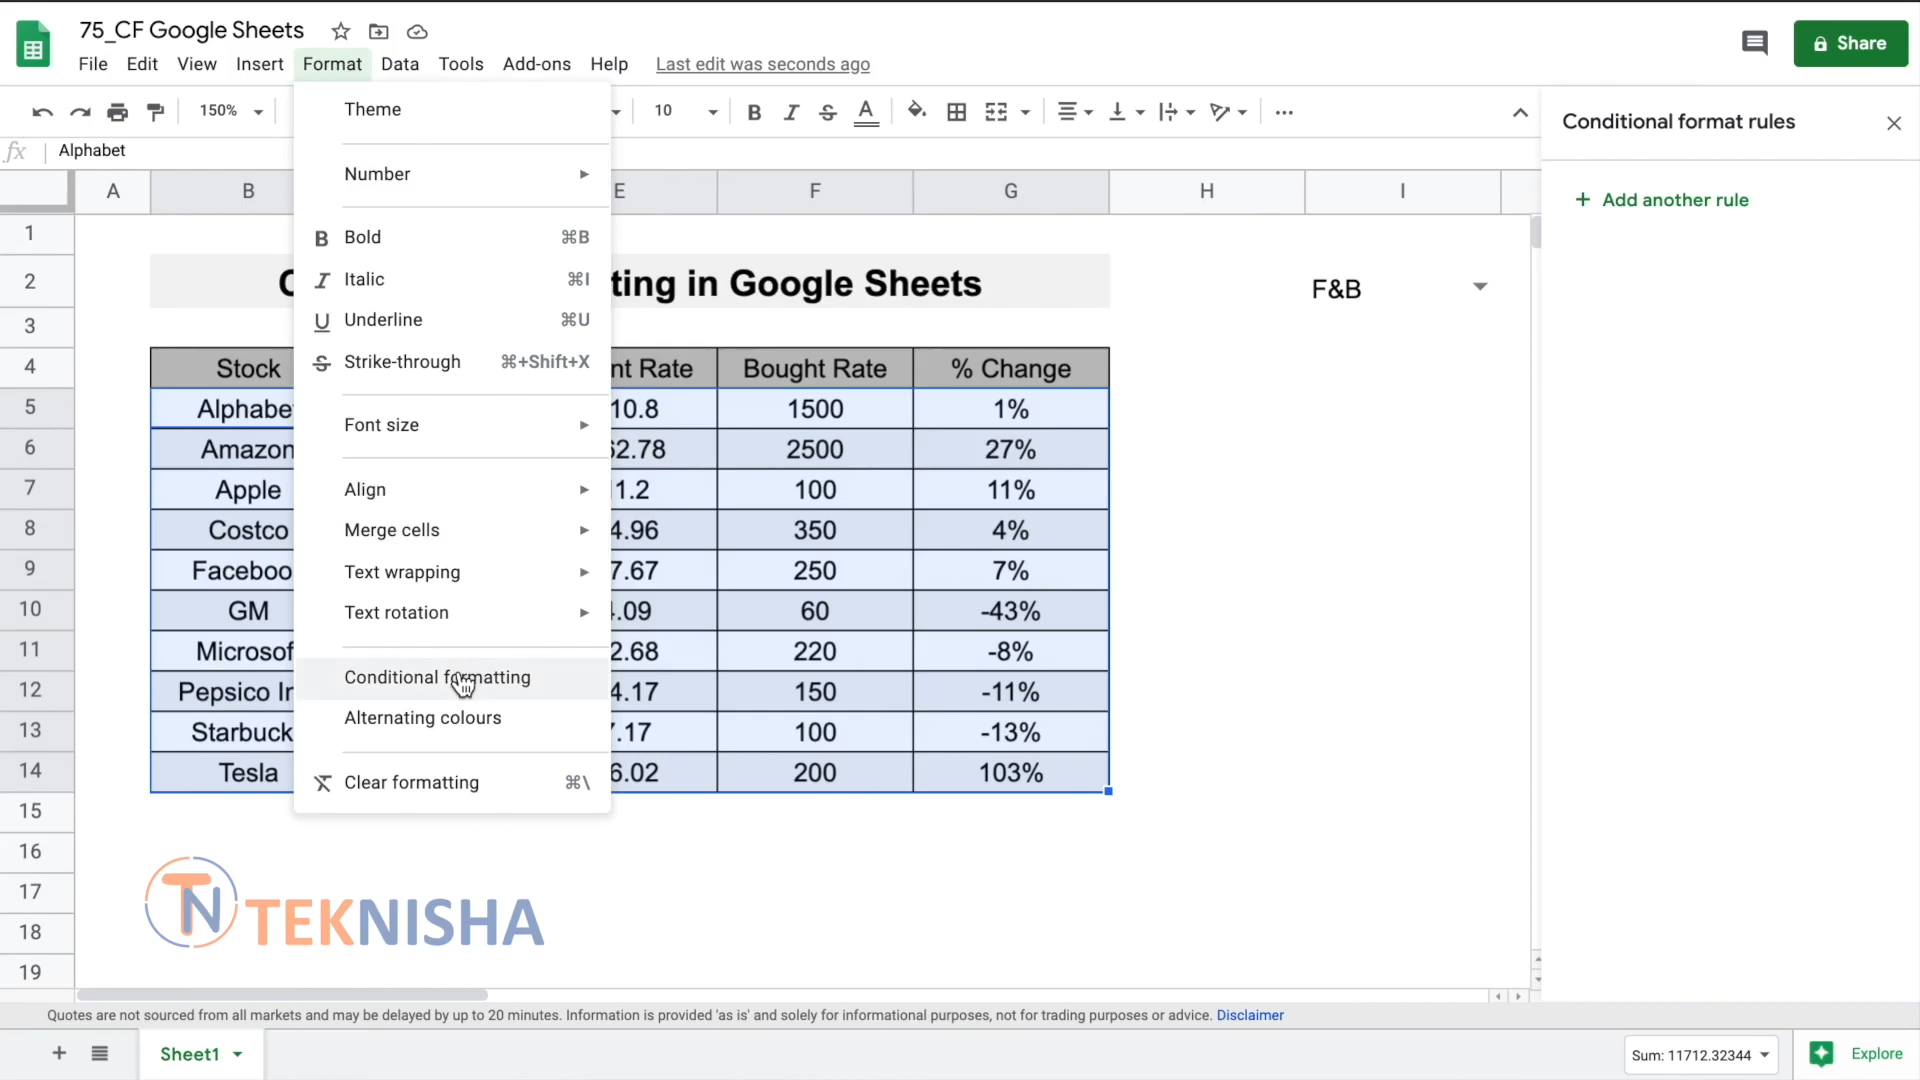 75_CF Google Sheets
File Edit View Insert Format Data Tools Add-ons Help Last edit was seconds ago
Share
150% 10 B I S A
fx Alphabet
Conditional format rules
+ Add another rule
Theme
Number
B Bold ⌘B
I Italic ⌘I
U Underline ⌘U
S Strike-through ⌘+Shift+X
Font size
Align
Merge cells
Text wrapping
Text rotation
Conditional formatting
Alternating colours
Clear formatting ⌘\
A B E F G H I
1
2 ting in Google Sheets F&B
3
4 Stock nt Rate Bought Rate % Change
5 Alphabe 10.8 1500 1%
6 Amazon 62.78 2500 27%
7 Apple 1.2 100 11%
8 Costco 4.96 350 4%
9 Faceboo 7.67 250 7%
10 GM .09 60 -43%
11 Microsof 2.68 220 -8%
12 Pepsico In 4.17 150 -11%
13 Starbuck 7.17 100 -13%
14 Tesla 6.02 200 103%
15
16
17
18
19
TN TEKNISHA
Quotes are not sourced from all markets and may be delayed by up to 20 minutes. Information is provided 'as is' and solely for informational purposes, not for trading purposes or advice. Disclaimer
+ Sheet1 Sum: 11712.32344 Explore